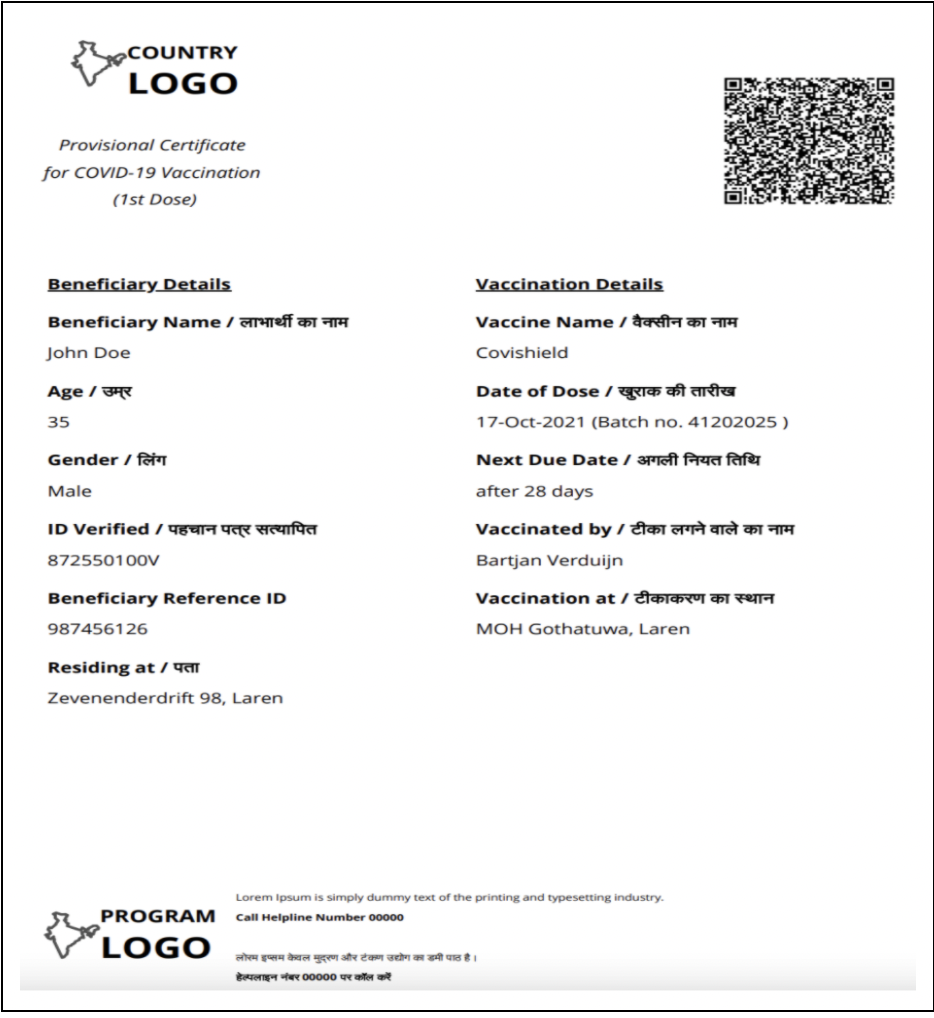 COUNTRY
LOGO
Provisional Certificate
for COVID-19 Vaccination
(1st Dose)
Beneficiary Details
Beneficiary Name / लाभार्थी का नाम
John Doe
Age / उम्र
35
Gender / लिंग
Male
ID Verified / पहचान पत्र सत्यापित
872550100V
Beneficiary Reference ID
987456126
Residing at / पता
Zevenenderdrift 98, Laren
Vaccination Details
Vaccine Name / वैक्सीन का नाम
Covishield
Date of Dose / खुराक की तारीख
17-Oct-2021 (Batch no. 41202025 )
Next Due Date / अगली नियत तिथि
after 28 days
Vaccinated by / टीका लगने वाले का नाम
Bartjan Verduijn
Vaccination at / टीकाकरण का स्थान
MOH Gothatuwa, Laren
PROGRAM
LOGO
Lorem Ipsum is simply dummy text of the printing and typesetting industry.
Call Helpline Number 00000
लोरम इप्सम केवल मुद्रण और टंकण उद्योग का डमी पाठ है।
हेल्पलाइन नंबर 00000 पर कॉल करें